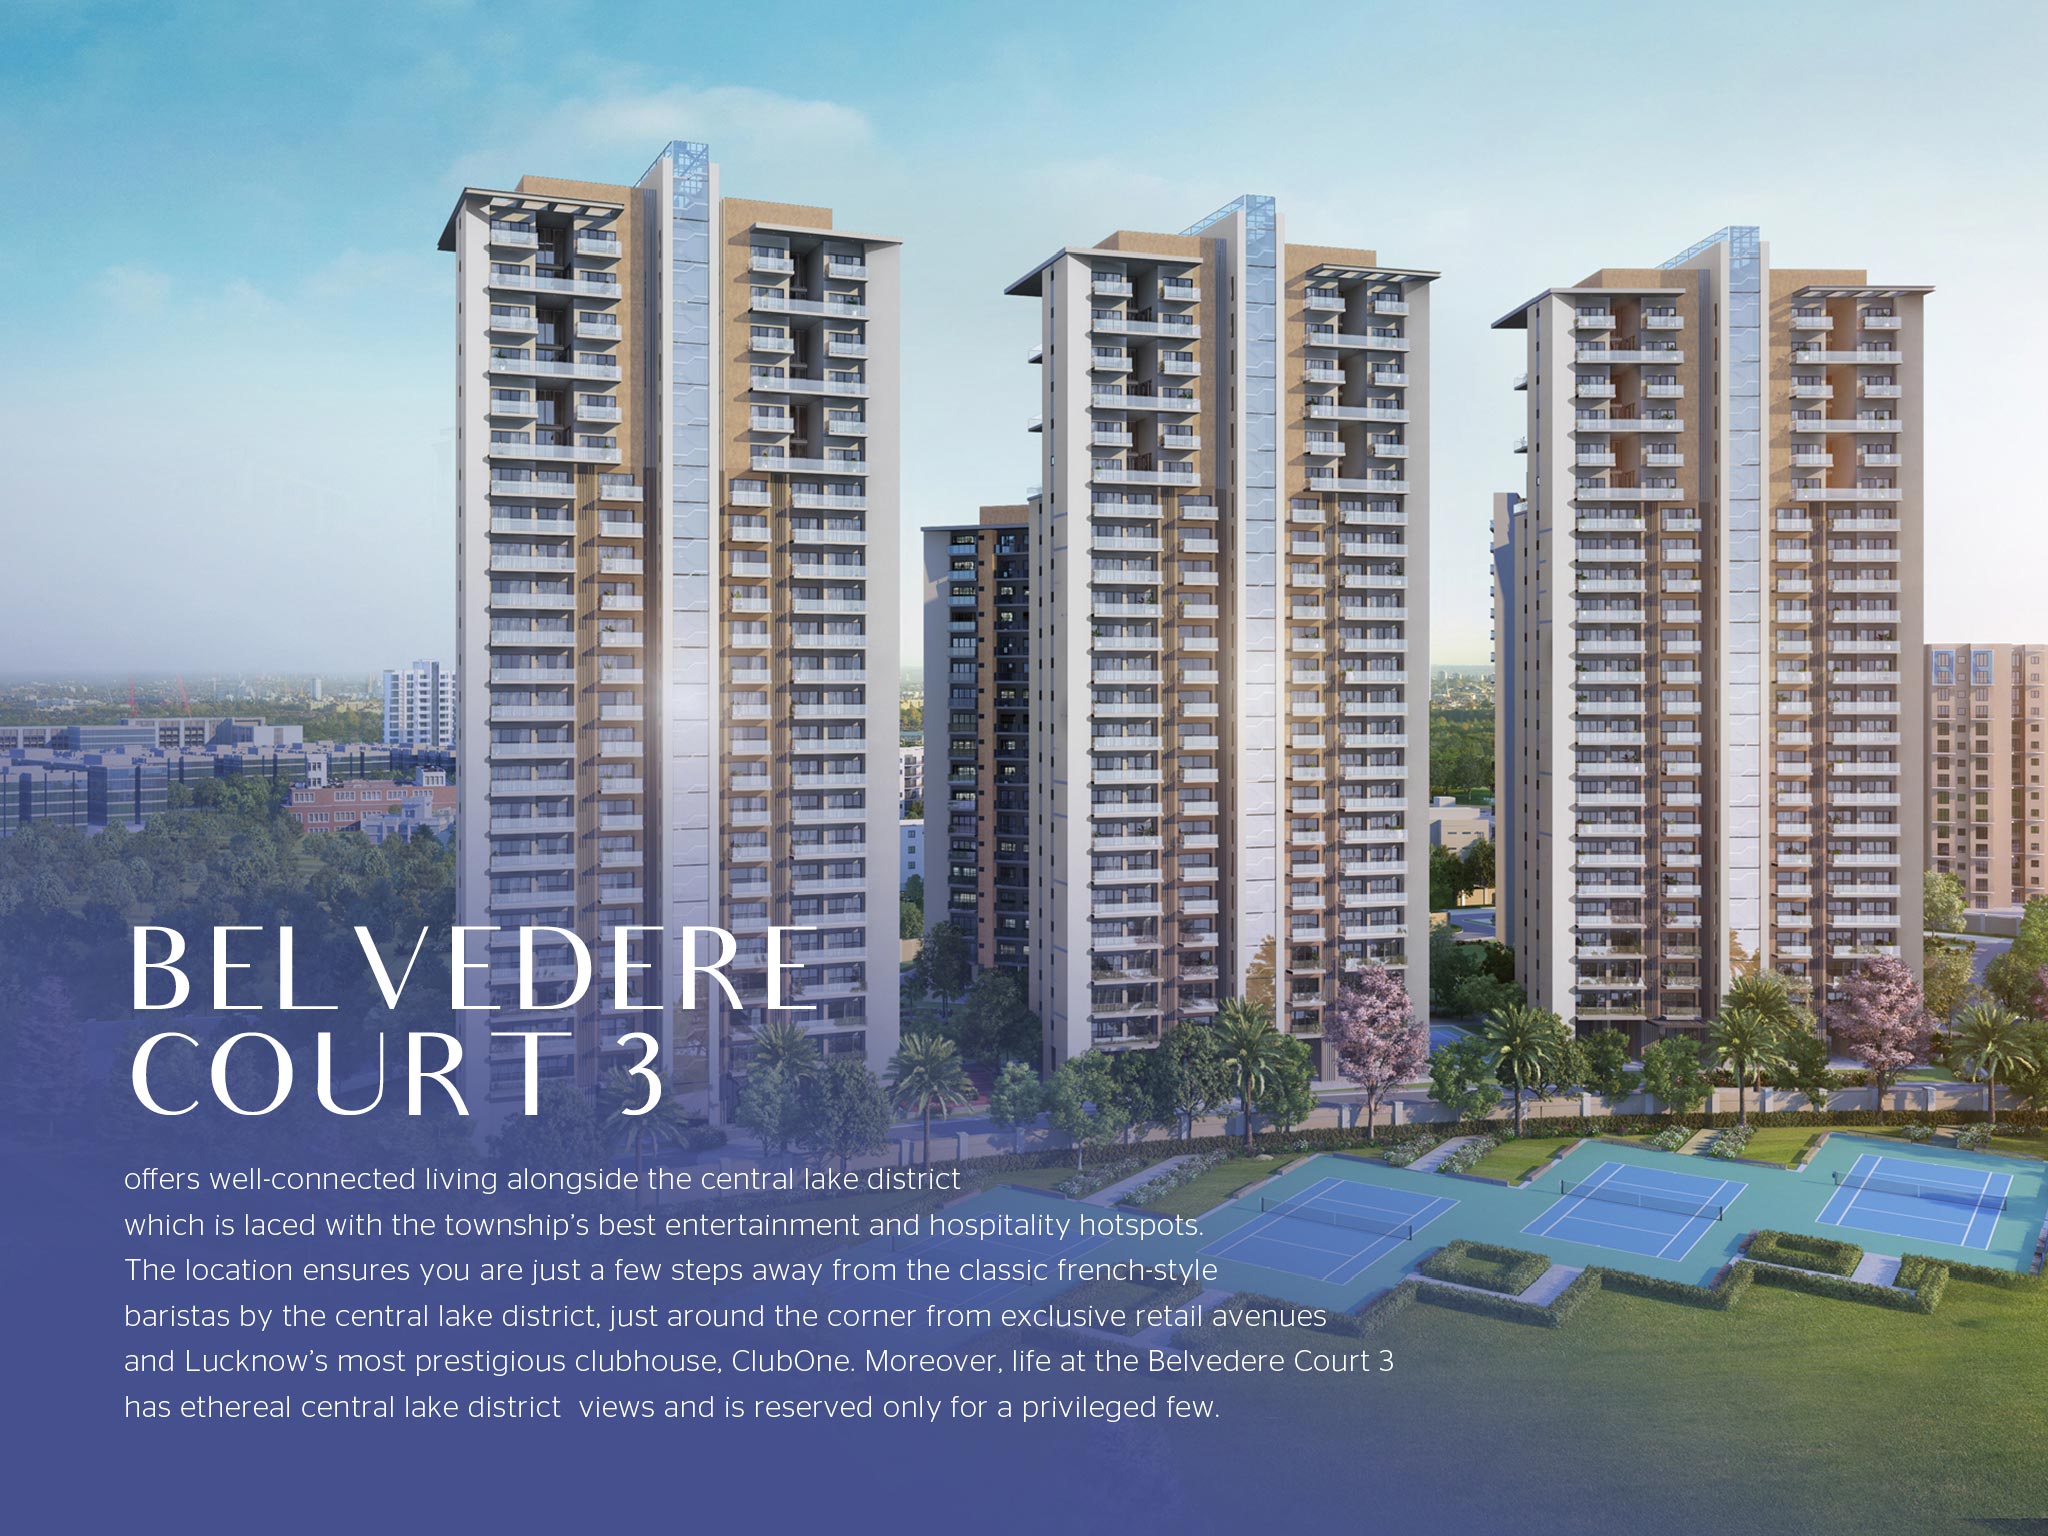 BELVEDERE
COURT 3
offers well-connected living alongside the central lake district
which is laced with the township's best entertainment and hospitality hotspots.
The location ensures you are just a few steps away from the classic french-style
baristas by the central lake district, just around the corner from exclusive retail avenues
and Lucknow's most prestigious clubhouse, ClubOne. Moreover, life at the Belvedere Court 3
has ethereal central lake district  views and is reserved only for a privileged few.